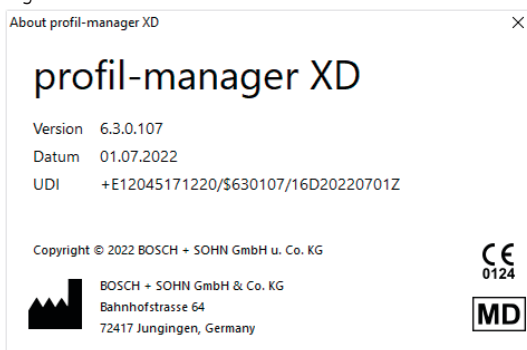 About profil-manager XD
profil-manager XD
Version 6.3.0.107
Datum 01.07.2022
UDI +E12045171220/$630107/16D20220701Z
Copyright © 2022 BOSCH + SOHN GmbH u. Co. KG
CE
0124
BOSCH + SOHN GmbH & Co. KG
Bahnhofstrasse 64
72417 Jungingen, Germany
MD